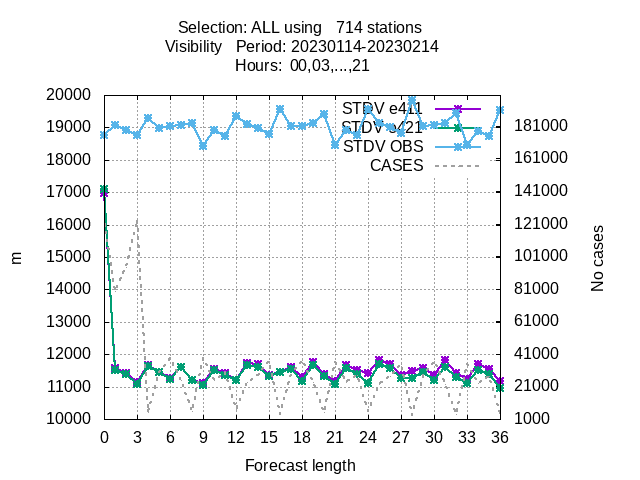 Selection: ALL using   714 stations
Visibility   Period: 20230114-20230214
Hours:  00,03,...,21
STDV e411
STDV e421
STDV OBS
CASES
20000
19000
18000
17000
16000
15000
14000
13000
12000
11000
10000
m
181000
161000
141000
121000
101000
81000
61000
41000
21000
1000
No cases
0 3 6 9 12 15 18 21 24 27 30 33 36
Forecast length